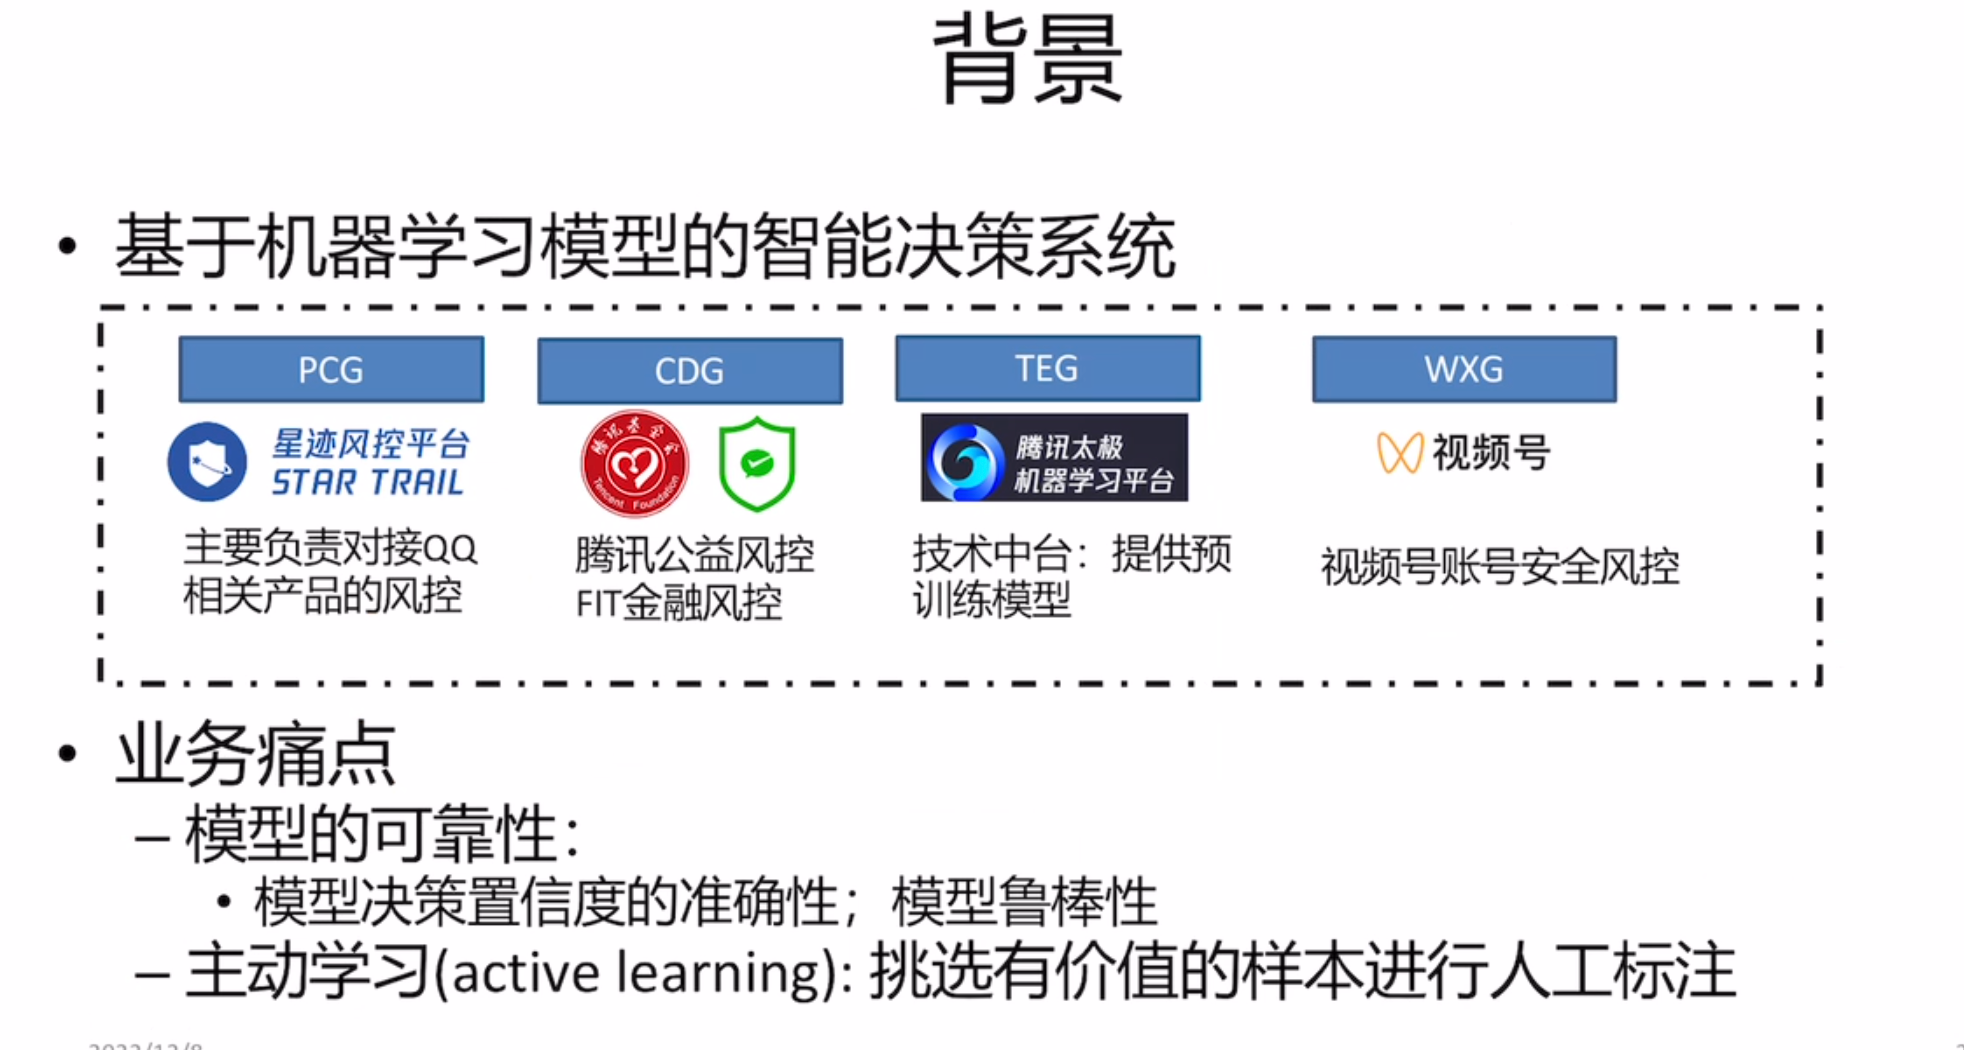 背景
• 基于机器学习模型的智能决策系统
PCG
CDG
TEG
WXG
星迹风控平台
STAR TRAIL
腾讯基金会
Tencent Foundation
腾讯太极
机器学习平台
视频号
主要负责对接QQ
相关产品的风控
腾讯公益风控
FIT金融风控
技术中台：提供预
训练模型
视频号账号安全风控
• 业务痛点
– 模型的可靠性：
• 模型决策置信度的准确性；模型鲁棒性
– 主动学习(active learning): 挑选有价值的样本进行人工标注